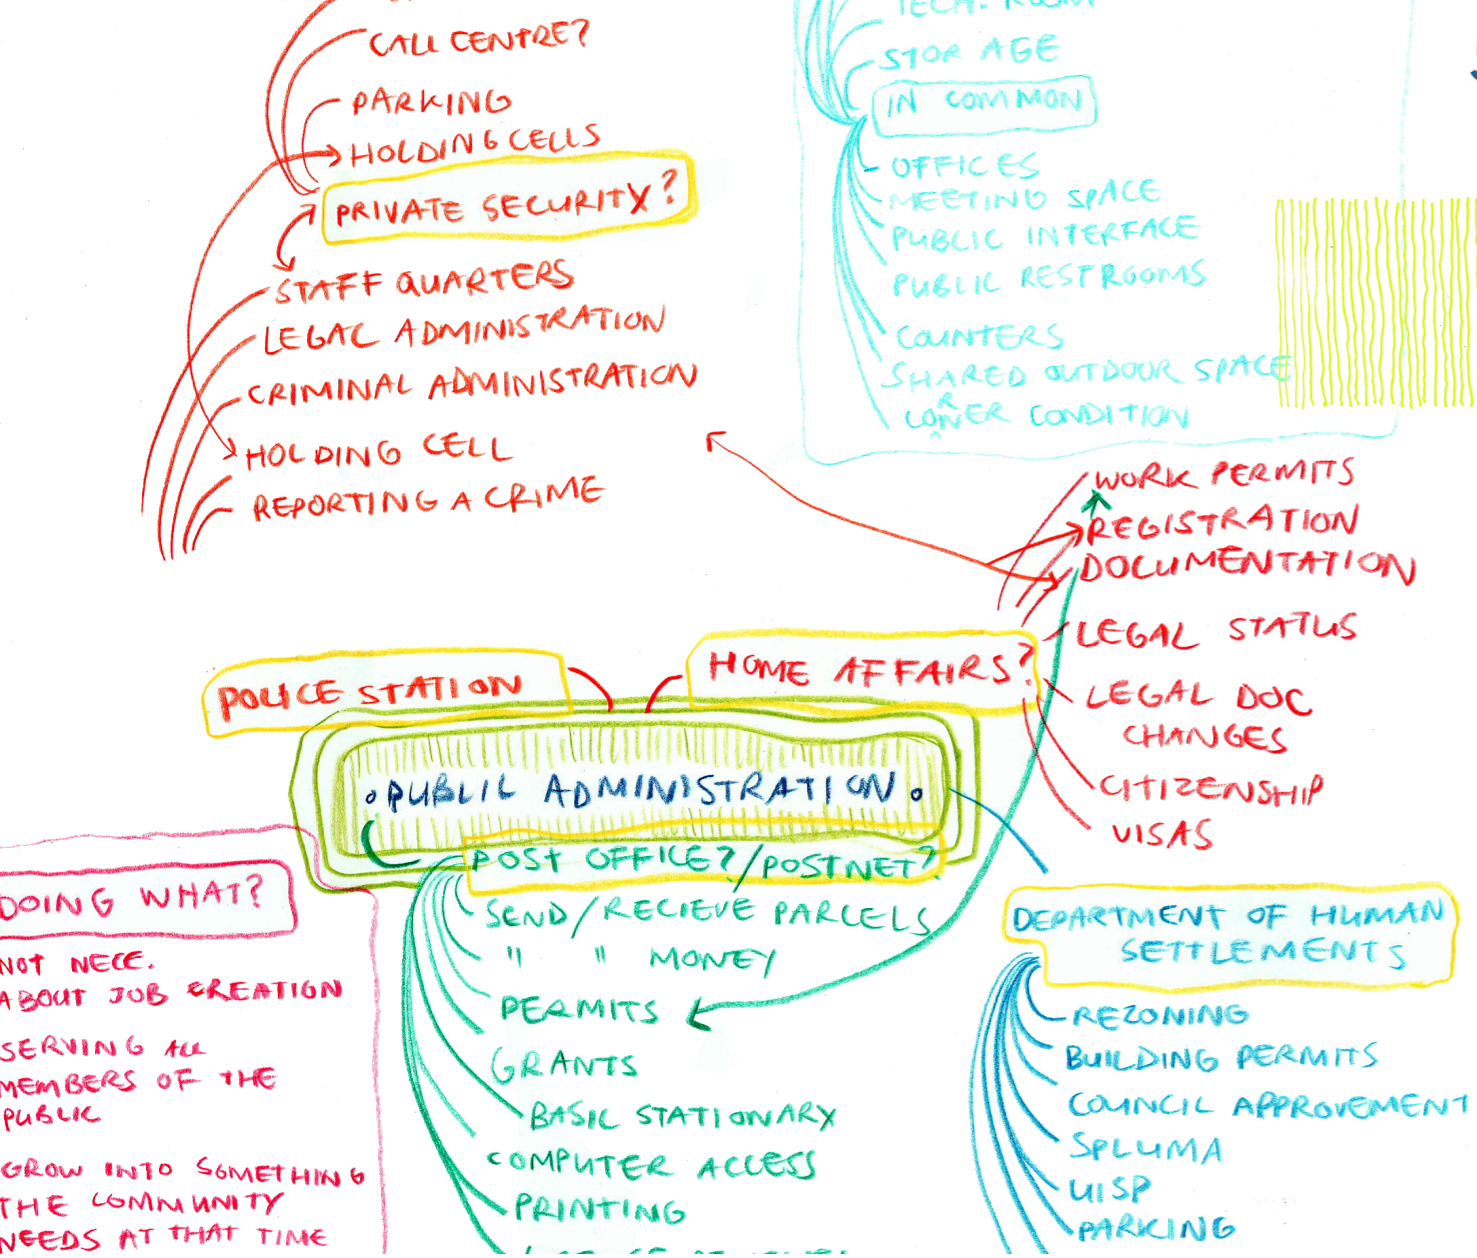 CALL CENTRE?
PARKING
HOLDING CELLS
PRIVATE SECURITY?
STAFF QUARTERS
LEGAL ADMINISTRATION
CRIMINAL ADMINISTRATION
HOLDING CELL
REPORTING A CRIME
TECH. ROOM
STORAGE
IN COMMON
OFFICES
MEETING SPACE
PUBLIC INTERFACE
PUBLIC RESTROOMS
COUNTERS
SHARED OUTDOOR SPACE
CORNER CONDITION
WORK PERMITS
REGISTRATION
DOCUMENTATION
LEGAL STATUS
LEGAL DOC
CHANGES
CITIZENSHIP
VISAS
POLICE STATION
HOME AFFAIRS?
PUBLIC ADMINISTRATION
POST OFFICE?/POSTNET?
SEND/RECIEVE PARCELS
" " MONEY
PERMITS
GRANTS
BASIC STATIONARY
COMPUTER ACCESS
PRINTING
DOING WHAT?
NOT NECE.
ABOUT JOB CREATION
SERVING ALL
MEMBERS OF THE
PUBLIC
GROW INTO SOMETHING
THE COMMUNITY
NEEDS AT THAT TIME
DEPARTMENT OF HUMAN
SETTLEMENTS
REZONING
BUILDING PERMITS
COUNCIL APPROVEMENT
SPLUMA
UISP
PARKING